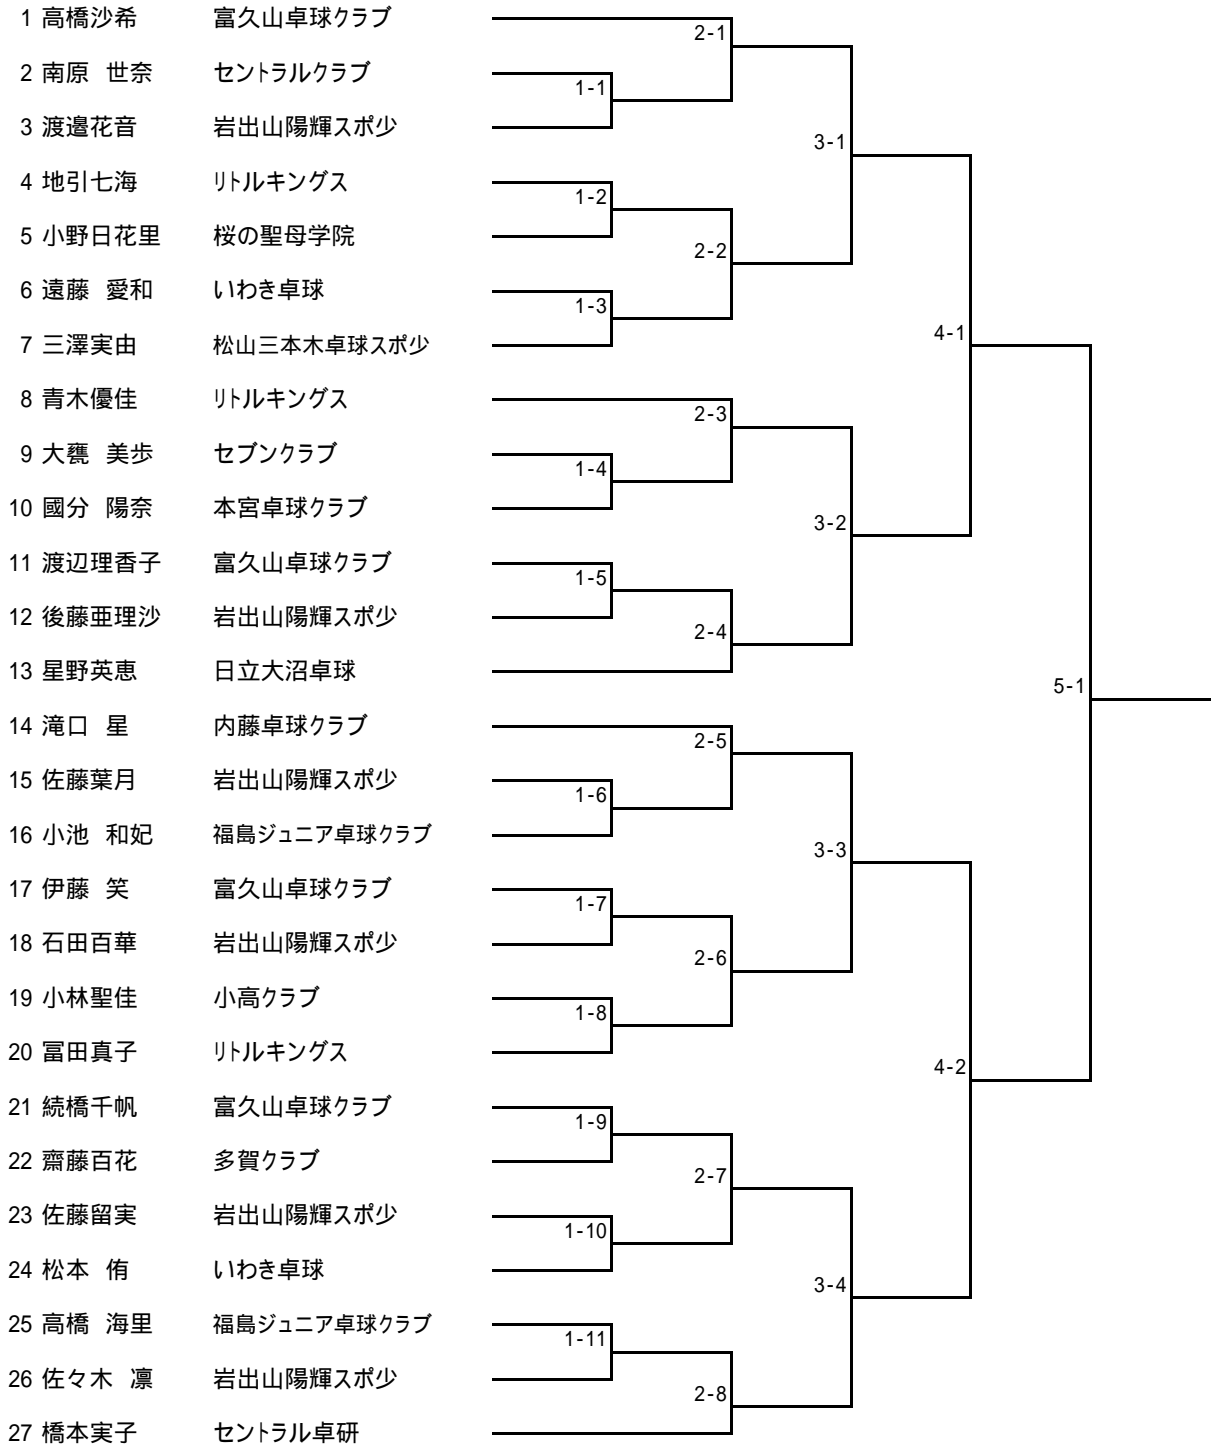 1 高橋沙希 富久山卓球クラブ
2-1
2 南原 世奈 セントラルクラブ
1-1
3 渡邉花音 岩出山陽輝スポ少
3-1
4 地引七海 リトルキングス
1-2
5 小野日花里 桜の聖母学院
2-2
6 遠藤 愛和 いわき卓球
1-3
7 三澤実由 松山三本木卓球スポ少
4-1
8 青木優佳 リトルキングス
2-3
9 大甕 美歩 セブンクラブ
1-4
10 國分 陽奈 本宮卓球クラブ
3-2
11 渡辺理香子 富久山卓球クラブ
1-5
12 後藤亜理沙 岩出山陽輝スポ少
2-4
13 星野英恵 日立大沼卓球
5-1
14 滝口 星 内藤卓球クラブ
2-5
15 佐藤葉月 岩出山陽輝スポ少
1-6
16 小池 和妃 福島ジュニア卓球クラブ
3-3
17 伊藤 笑 富久山卓球クラブ
1-7
18 石田百華 岩出山陽輝スポ少
2-6
19 小林聖佳 小高クラブ
1-8
20 冨田真子 リトルキングス
4-2
21 続橋千帆 富久山卓球クラブ
1-9
22 齋藤百花 多賀クラブ
2-7
23 佐藤留実 岩出山陽輝スポ少
1-10
24 松本 侑 いわき卓球
3-4
25 高橋 海里 福島ジュニア卓球クラブ
1-11
26 佐々木 凛 岩出山陽輝スポ少
2-8
27 橋本実子 セントラル卓研